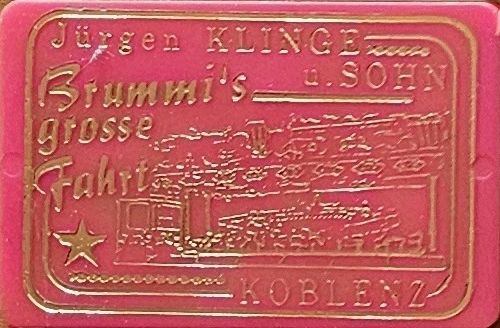 Jürgen KLINGE
u. SOHN
Brummi's
grosse
Fahrt
KOBLENZ